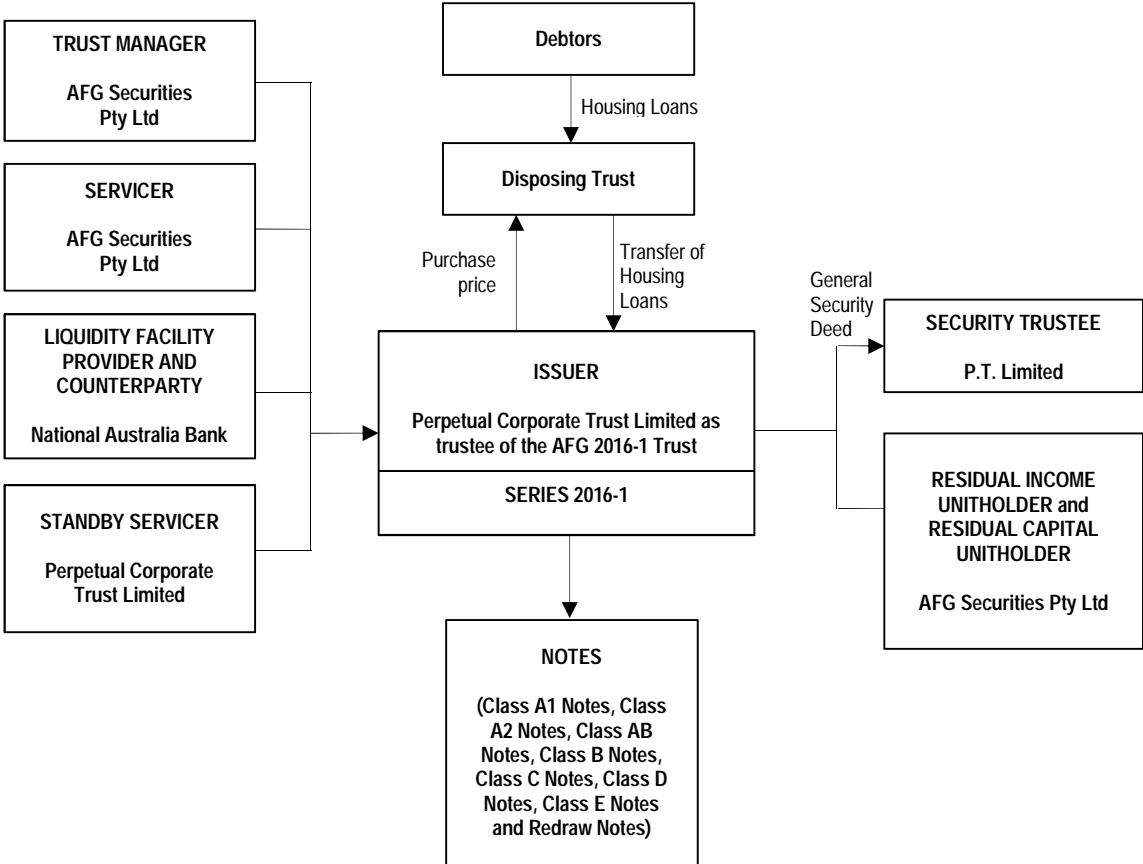 TRUST MANAGER
AFG Securities
Pty Ltd
SERVICER
AFG Securities
Pty Ltd
LIQUIDITY FACILITY
PROVIDER AND
COUNTERPARTY
National Australia Bank
STANDBY SERVICER
Perpetual Corporate
Trust Limited
Debtors
Housing Loans
Disposing Trust
Purchase
price
Transfer of
Housing
Loans
ISSUER
Perpetual Corporate Trust Limited as
trustee of the AFG 2016-1 Trust
SERIES 2016-1
NOTES
(Class A1 Notes, Class
A2 Notes, Class AB
Notes, Class B Notes,
Class C Notes, Class D
Notes, Class E Notes
and Redraw Notes)
General
Security
Deed
SECURITY TRUSTEE
P.T. Limited
RESIDUAL INCOME
UNITHOLDER and
RESIDUAL CAPITAL
UNITHOLDER
AFG Securities Pty Ltd